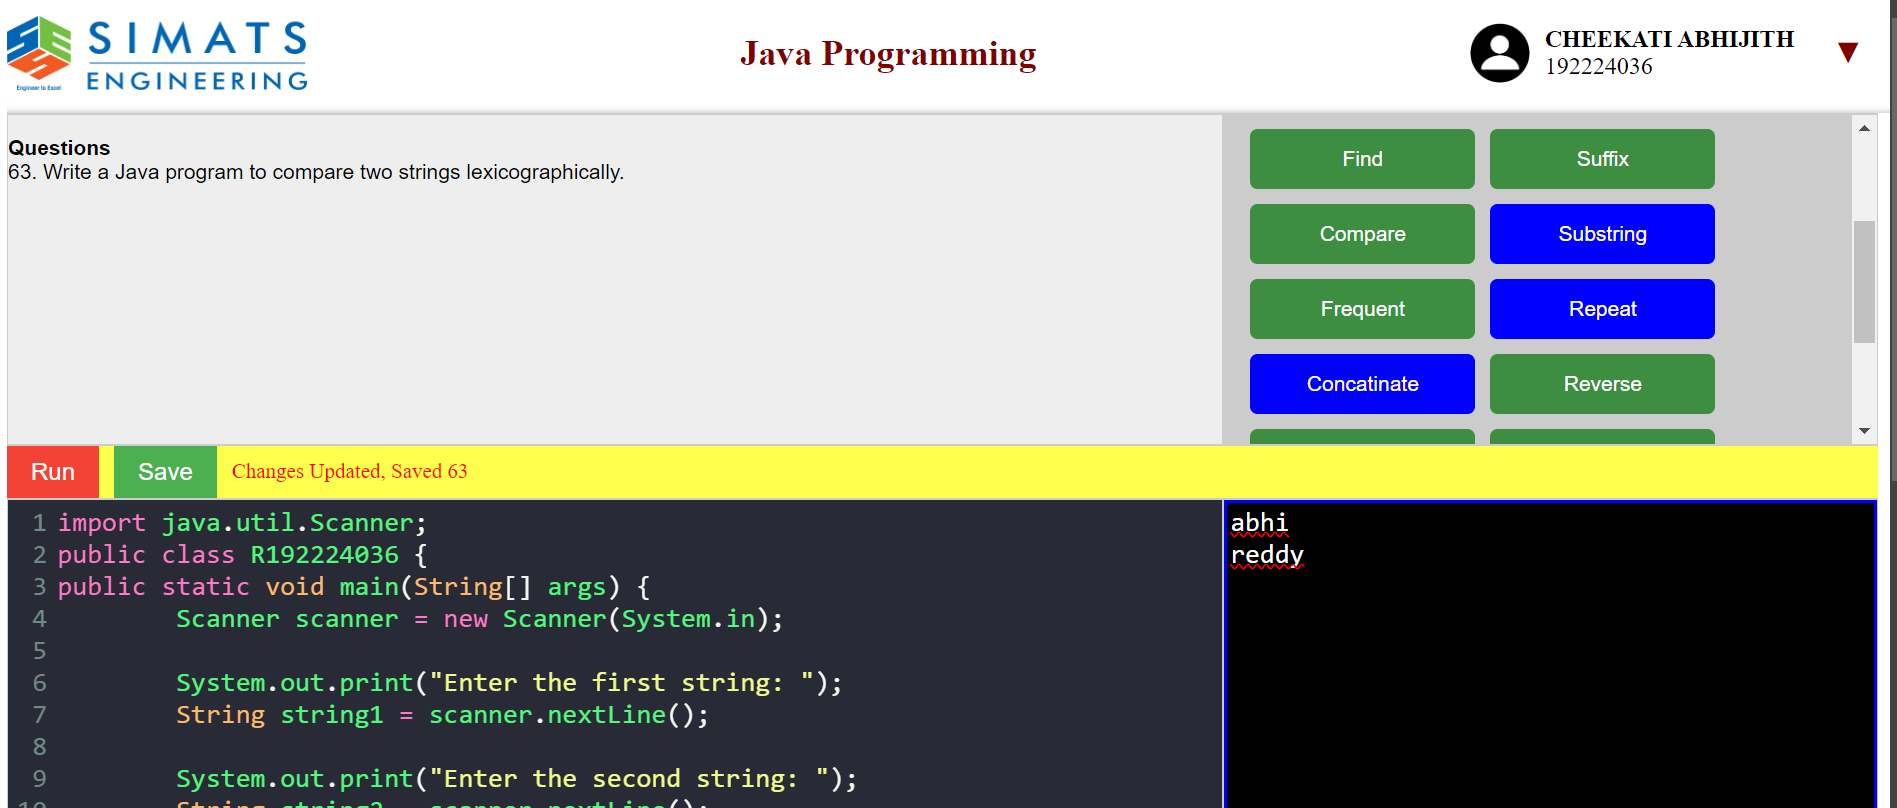 SIMATS
ENGINEERING
Engineer to Excel
Java Programming
CHEEKATI ABHIJITH
192224036
▼
Questions
63. Write a Java program to compare two strings lexicographically.
Find
Suffix
Compare
Substring
Frequent
Repeat
Concatinate
Reverse
Run
Save
Changes Updated, Saved 63
1 import java.util.Scanner;
2 public class R192224036 {
3 public static void main(String[] args) {
4         Scanner scanner = new Scanner(System.in);
5
6         System.out.print("Enter the first string: ");
7         String string1 = scanner.nextLine();
8
9         System.out.print("Enter the second string: ");
10         String string2 = scanner.nextLine();
abhi
reddy